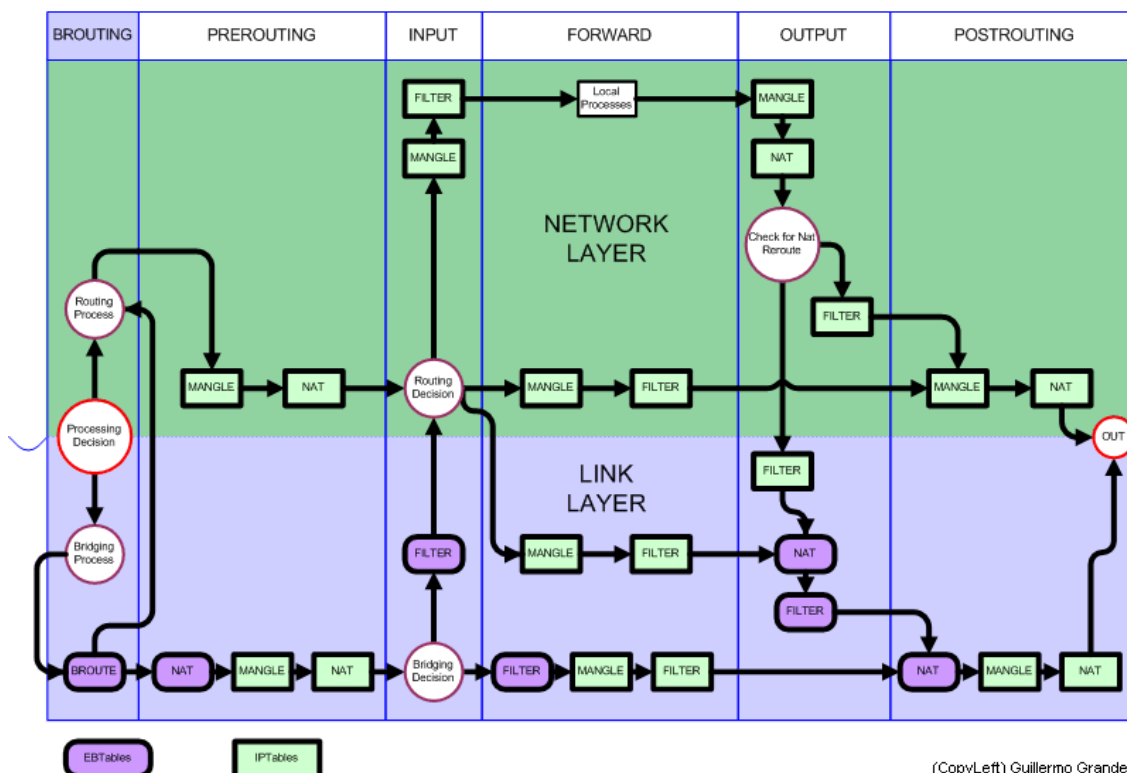 BROUTING PREROUTING INPUT FORWARD OUTPUT POSTROUTING
FILTER
Local
Processes
MANGLE
MANGLE
NAT
NETWORK
LAYER
Check for Nat
Reroute
Routing
Process
FILTER
MANGLE
NAT
Routing
Decision
MANGLE
FILTER
MANGLE
NAT
Processing
Decision
OUT
LINK
LAYER
FILTER
Bridging
Process
FILTER
MANGLE
FILTER
NAT
FILTER
BROUTE
NAT
MANGLE
NAT
Bridging
Decision
FILTER
MANGLE
FILTER
NAT
MANGLE
NAT
EBTables
IPTables
(CopyLeft) Guillermo Grande